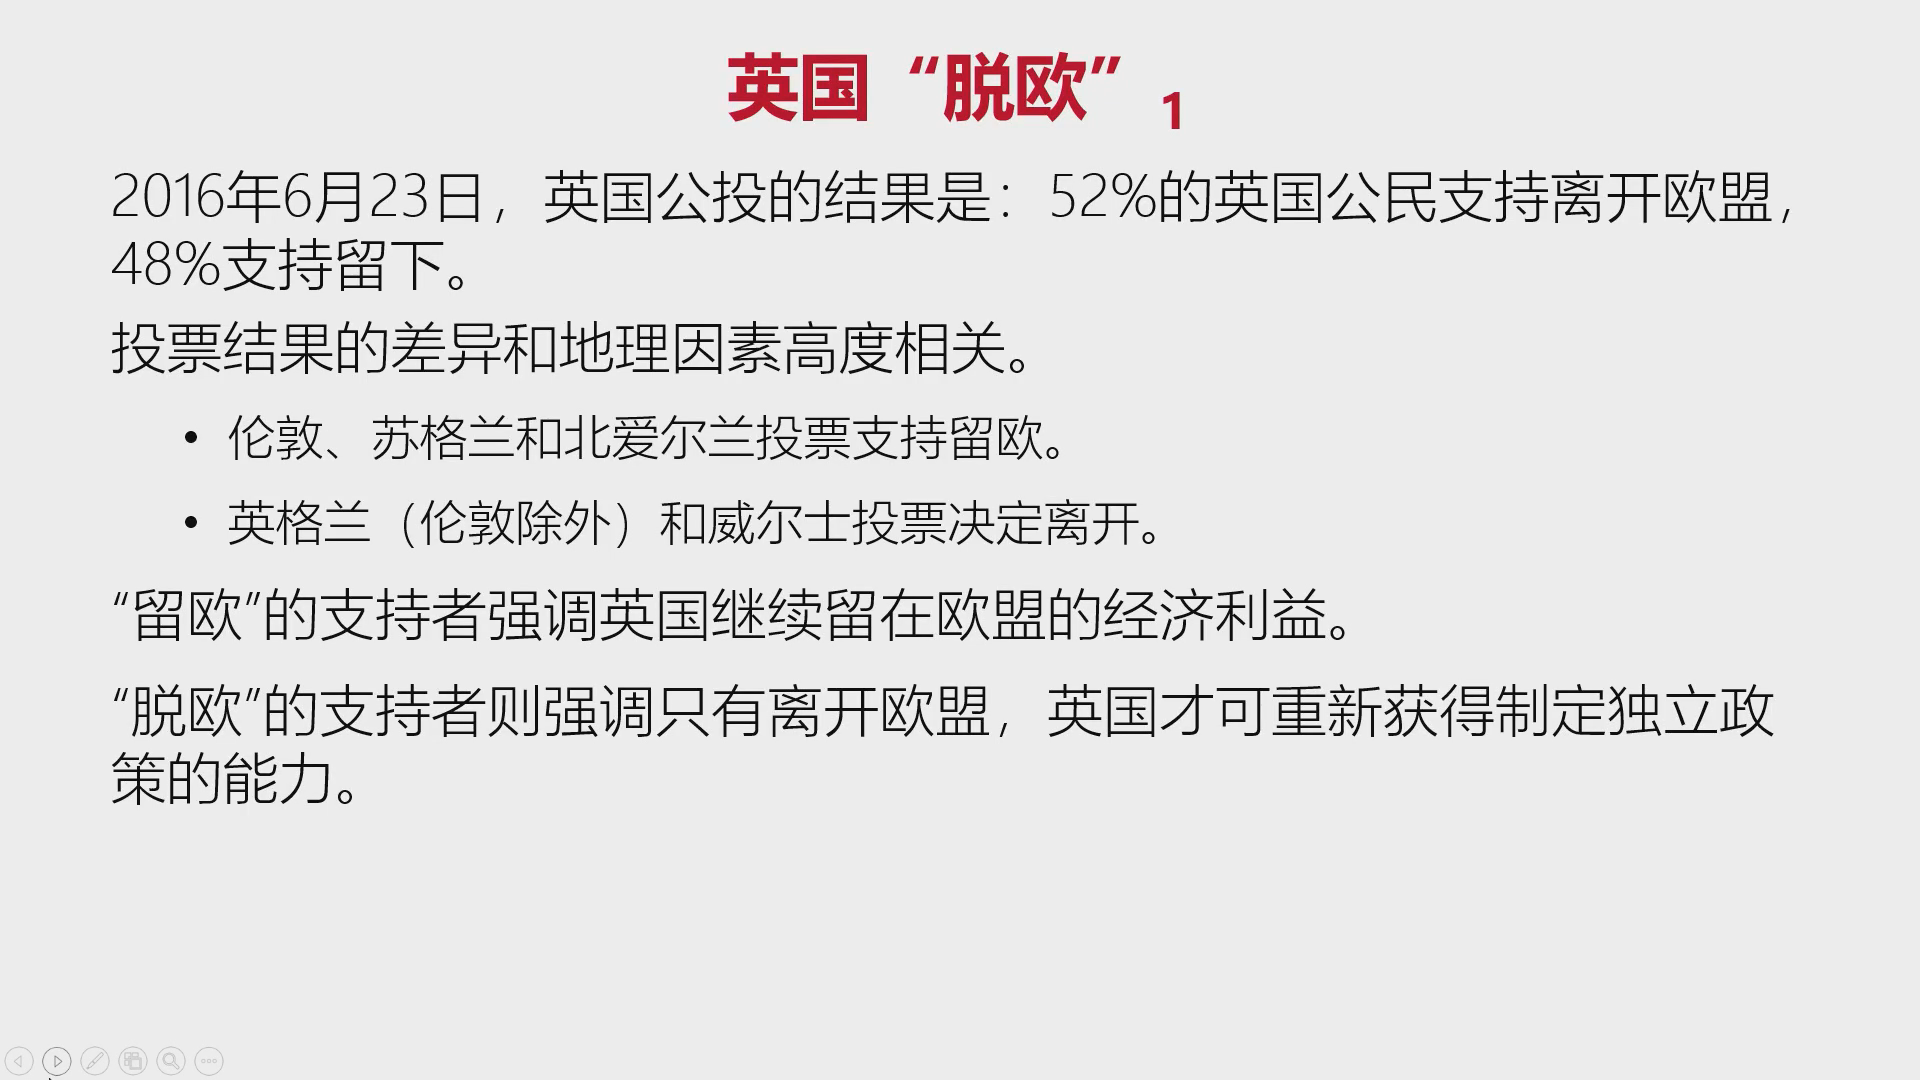 英国“脱欧” 1
2016年6月23日，英国公投的结果是：52%的英国公民支持离开欧盟，
48%支持留下。
投票结果的差异和地理因素高度相关。
• 伦敦、苏格兰和北爱尔兰投票支持留欧。
• 英格兰（伦敦除外）和威尔士投票决定离开。
“留欧”的支持者强调英国继续留在欧盟的经济利益。
“脱欧”的支持者则强调只有离开欧盟，英国才可重新获得制定独立政
策的能力。